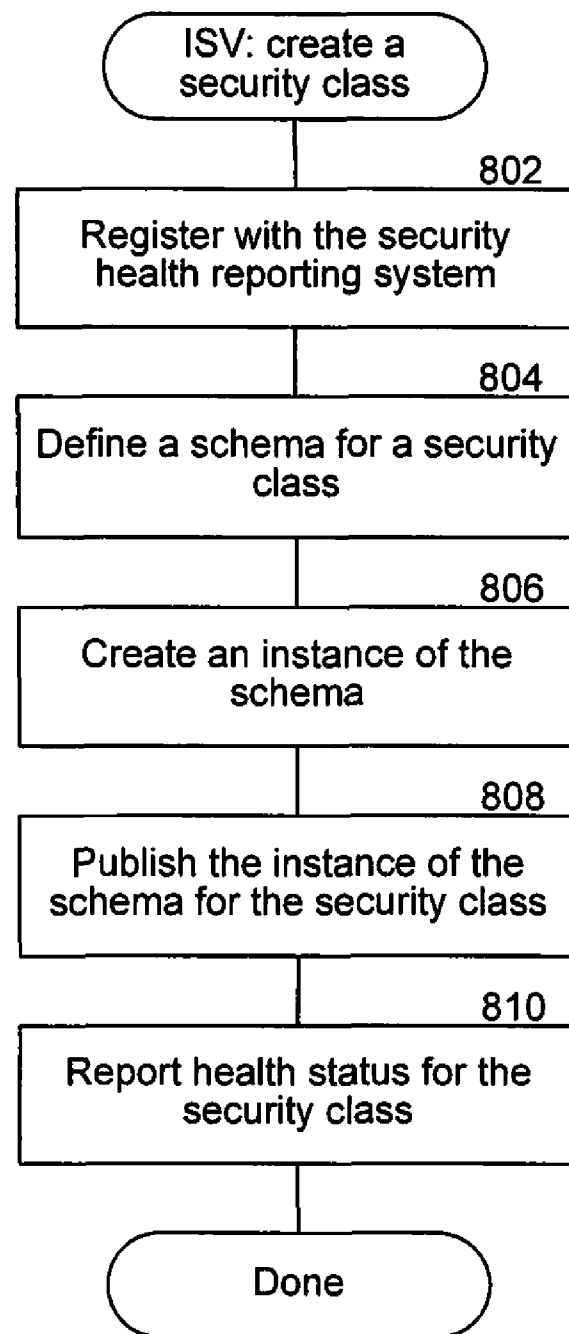 ISV: create a
security class
802
Register with the security
health reporting system
804
Define a schema for a security
class
806
Create an instance of the
schema
808
Publish the instance of the
schema for the security class
810
Report health status for the
security class
Done